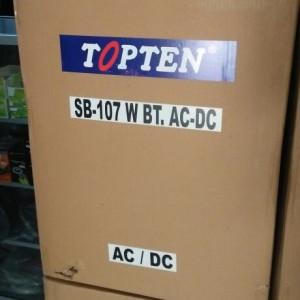 TOPTEN®
SB-107 W BT. AC-DC
AC / DC